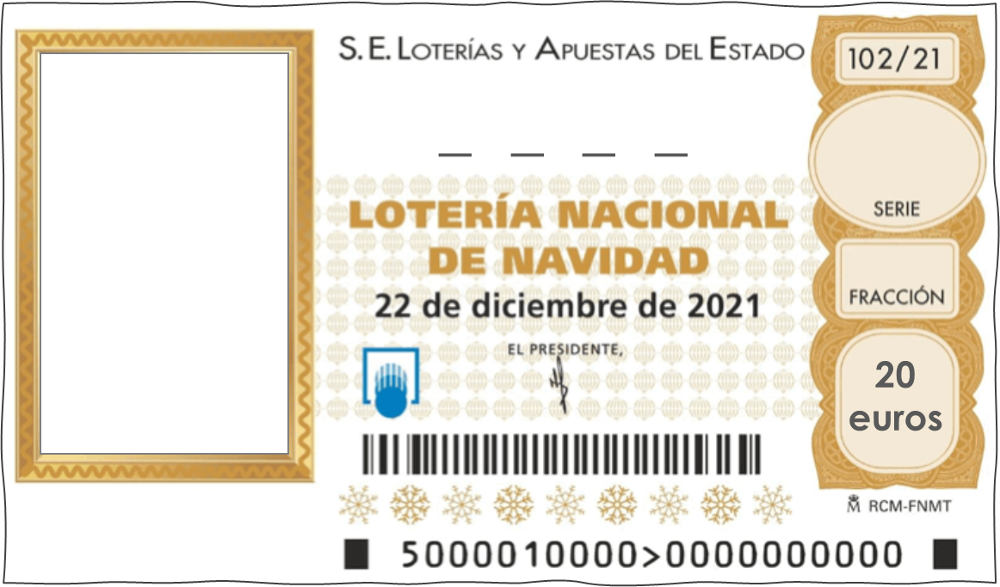 S. E. LOTERÍAS Y APUESTAS DEL ESTADO
102/21
_ _ _ _
SERIE
LOTERÍA NACIONAL
DE NAVIDAD
22 de diciembre de 2021
FRACCIÓN
EL PRESIDENTE,
20
euros
M RCM-FNMT
5000010000>0000000000